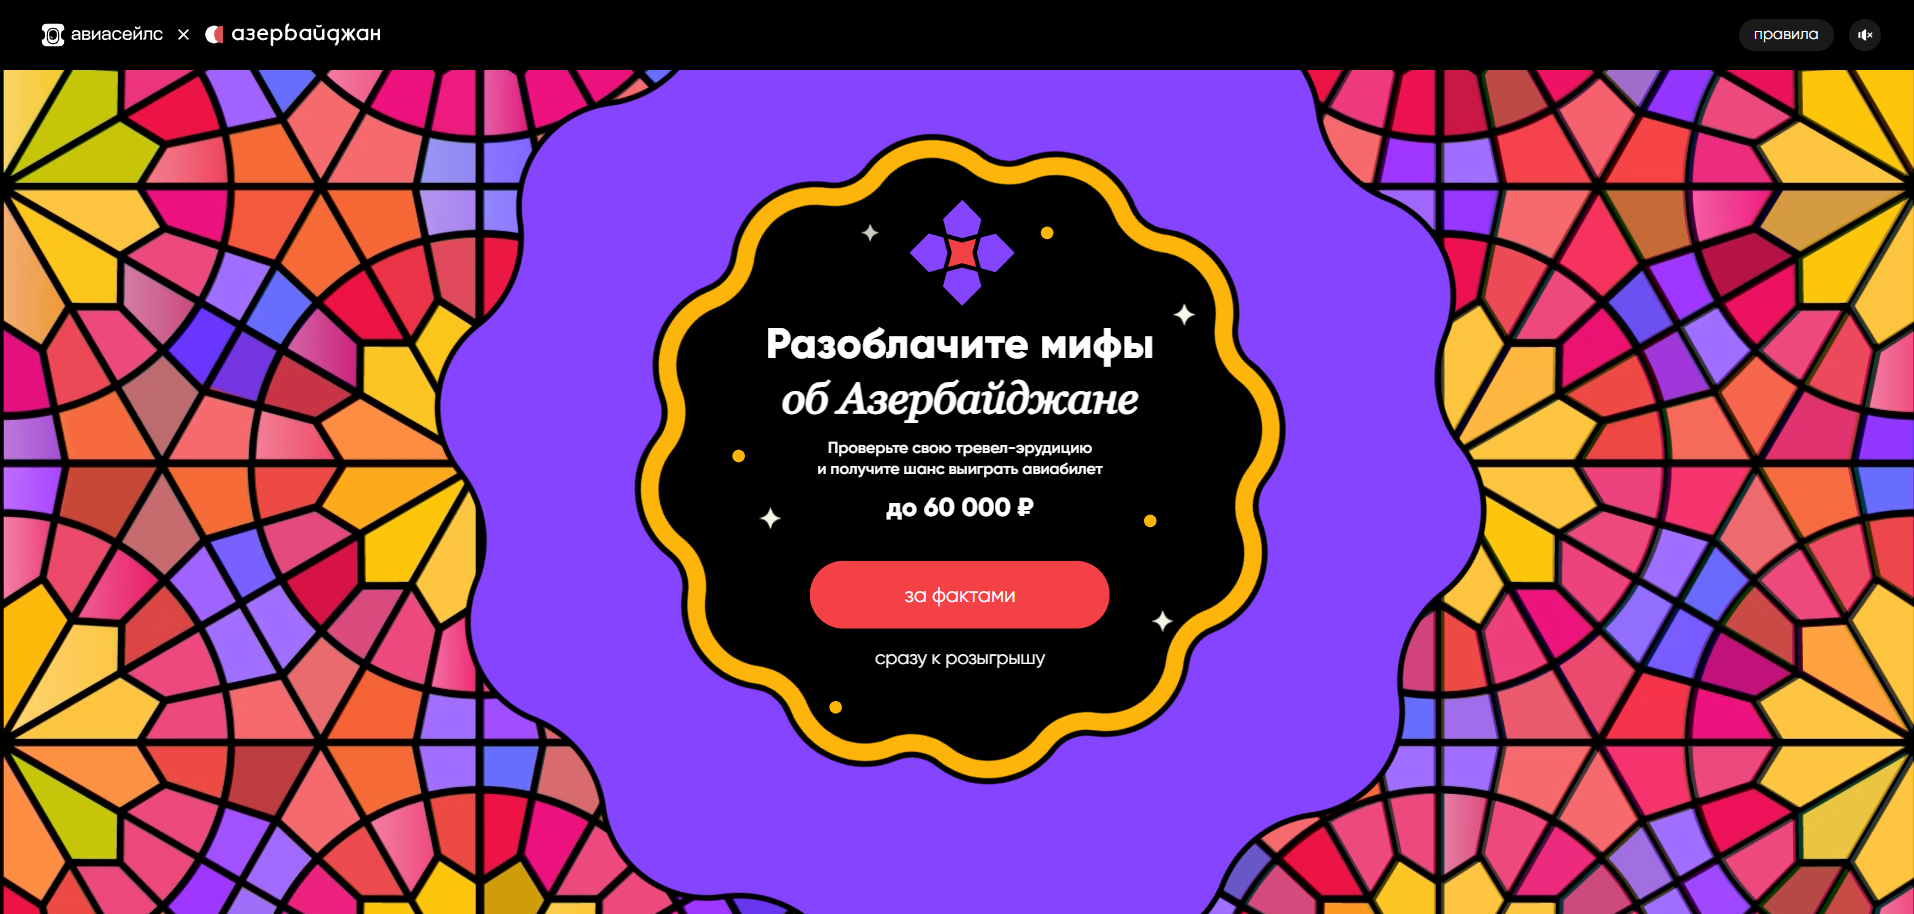 авиасейлс × азербайджан
правила
Разоблачите мифы
об Азербайджане
Проверьте свою тревел-эрудицию
и получите шанс выиграть авиабилет
до 60 000 ₽
за фактами
сразу к розыгрышу